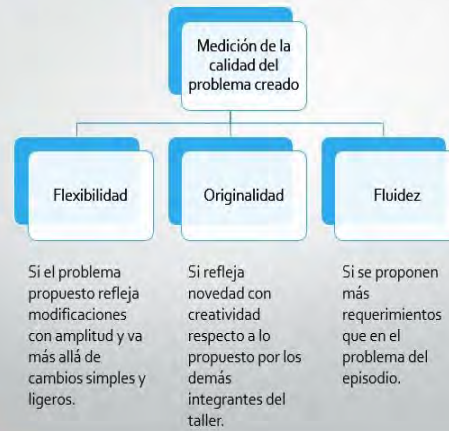 Medición de la
calidad del
problema creado
Flexibilidad
Originalidad
Fluidez
Si el problema
propuesto refleja
modificaciones
con amplitud y va
más allá de
cambios simples y
ligeros.
Si refleja
novedad con
creatividad
respecto a lo
propuesto por los
demás
integrantes del
taller.
Si se proponen
más
requerimientos
que en el
problema del
episodio.